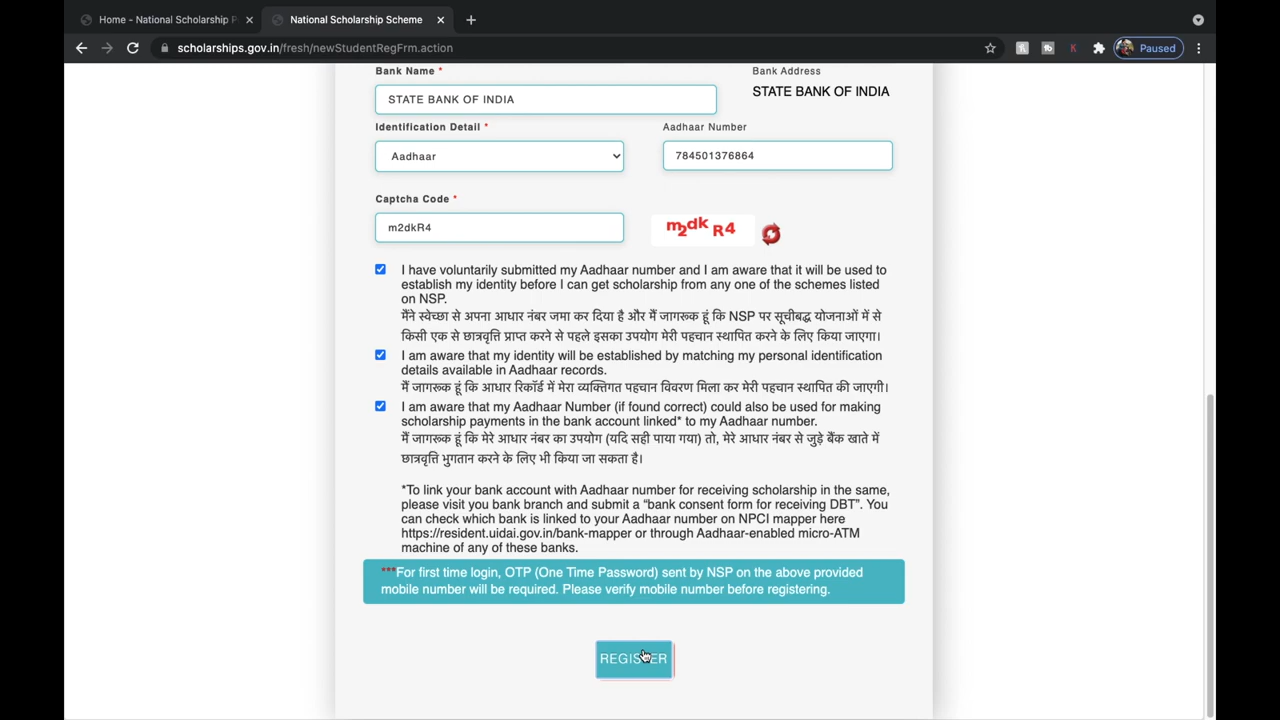 Home - National Scholarship P
National Scholarship Scheme
scholarships.gov.in/fresh/newStudentRegFrm.action
Paused
Bank Name *
Bank Address
STATE BANK OF INDIA
STATE BANK OF INDIA
Identification Detail *
Aadhaar Number
Aadhaar
784501376864
Captcha Code *
m2dkR4
m2dk R4
I have voluntarily submitted my Aadhaar number and I am aware that it will be used to
establish my identity before I can get scholarship from any one of the schemes listed
on NSP.
मैंने स्वेच्छा से अपना आधार नंबर जमा कर दिया है और मैं जागरूक हूं कि NSP पर सूचीबद्ध योजनाओं में से
किसी एक से छात्रवृत्ति प्राप्त करने से पहले इसका उपयोग मेरी पहचान स्थापित करने के लिए किया जाएगा।
I am aware that my identity will be established by matching my personal identification
details available in Aadhaar records.
मैं जागरूक हूं कि आधार रिकॉर्ड में मेरा व्यक्तिगत पहचान विवरण मिला कर मेरी पहचान स्थापित की जाएगी।
I am aware that my Aadhaar Number (if found correct) could also be used for making
scholarship payments in the bank account linked* to my Aadhaar number.
मैं जागरूक हूं कि मेरे आधार नंबर का उपयोग (यदि सही पाया गया) तो, मेरे आधार नंबर से जुड़े बैंक खाते में
छात्रवृत्ति भुगतान करने के लिए भी किया जा सकता है।
*To link your bank account with Aadhaar number for receiving scholarship in the same,
please visit you bank branch and submit a “bank consent form for receiving DBT”. You
can check which bank is linked to your Aadhaar number on NPCI mapper here
https://resident.uidai.gov.in/bank-mapper or through Aadhaar-enabled micro-ATM
machine of any of these banks.
***For first time login, OTP (One Time Password) sent by NSP on the above provided
mobile number will be required. Please verify mobile number before registering.
REGISTER